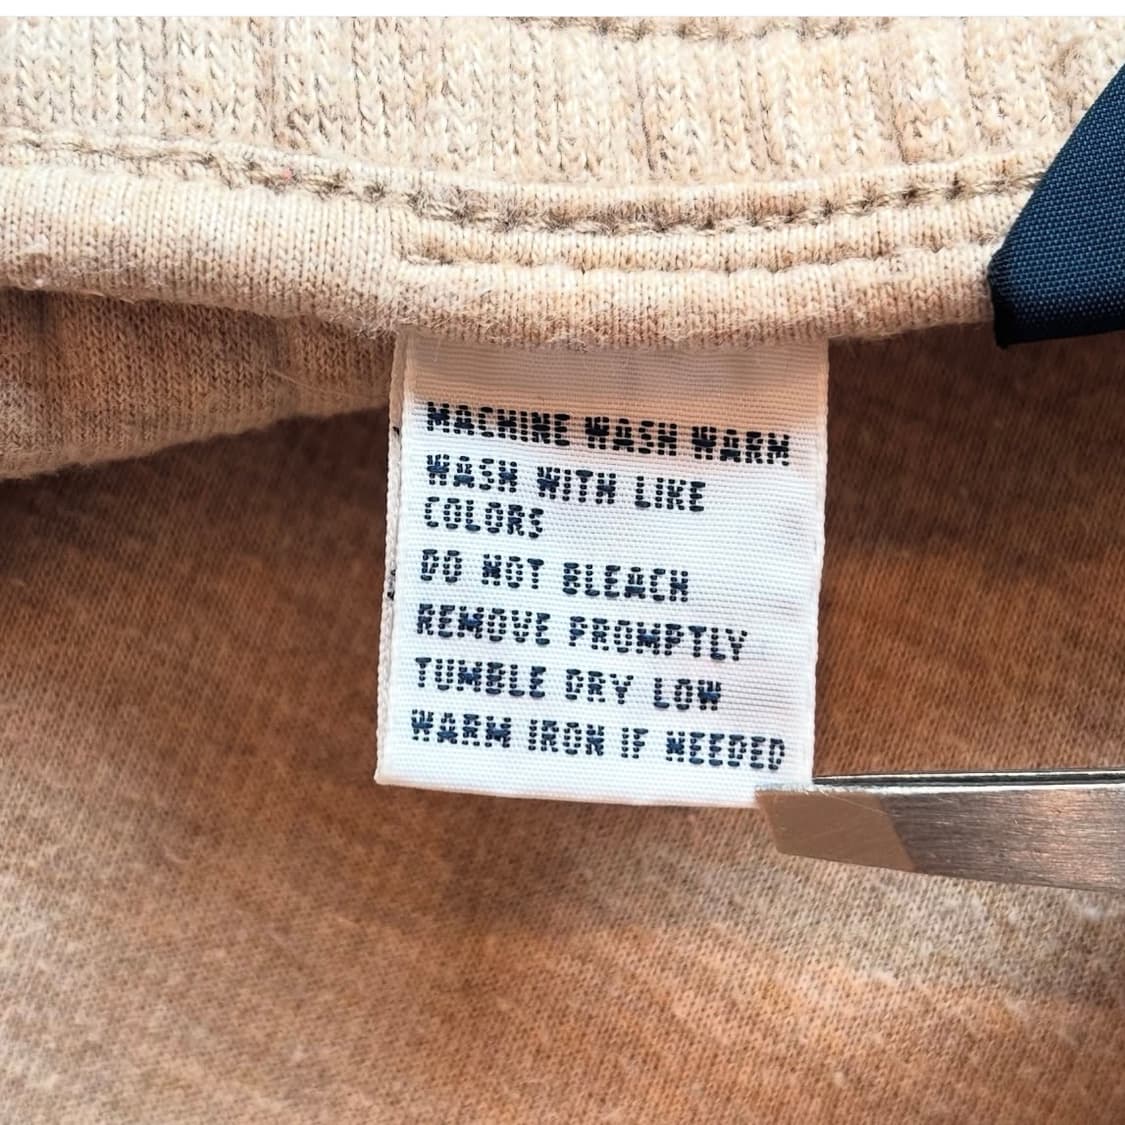 MACHINE WASH WARM
WASH WITH LIKE
COLORS
DO NOT BLEACH
REMOVE PROMPTLY
TUMBLE DRY LOW
WARM IRON IF NEEDED